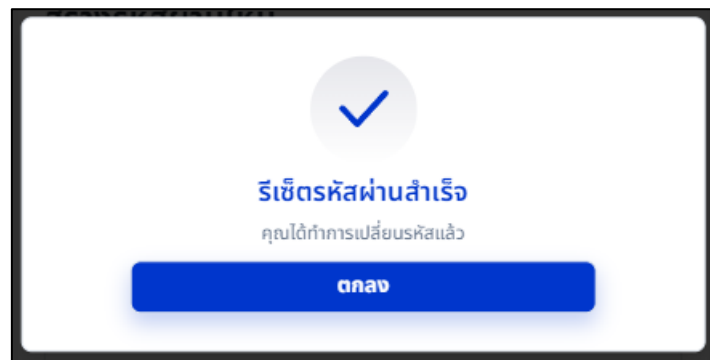 รีเซ็ตรหัสผ่านสำเร็จ
คุณได้ทำการเปลี่ยนรหัสแล้ว
ตกลง